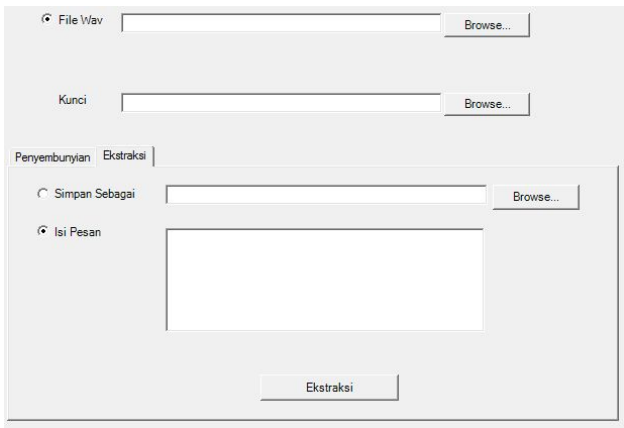 File Wav Browse...
Kunci Browse...
Penyembunyian Ekstraksi
Simpan Sebagai Browse...
Isi Pesan
Ekstraksi